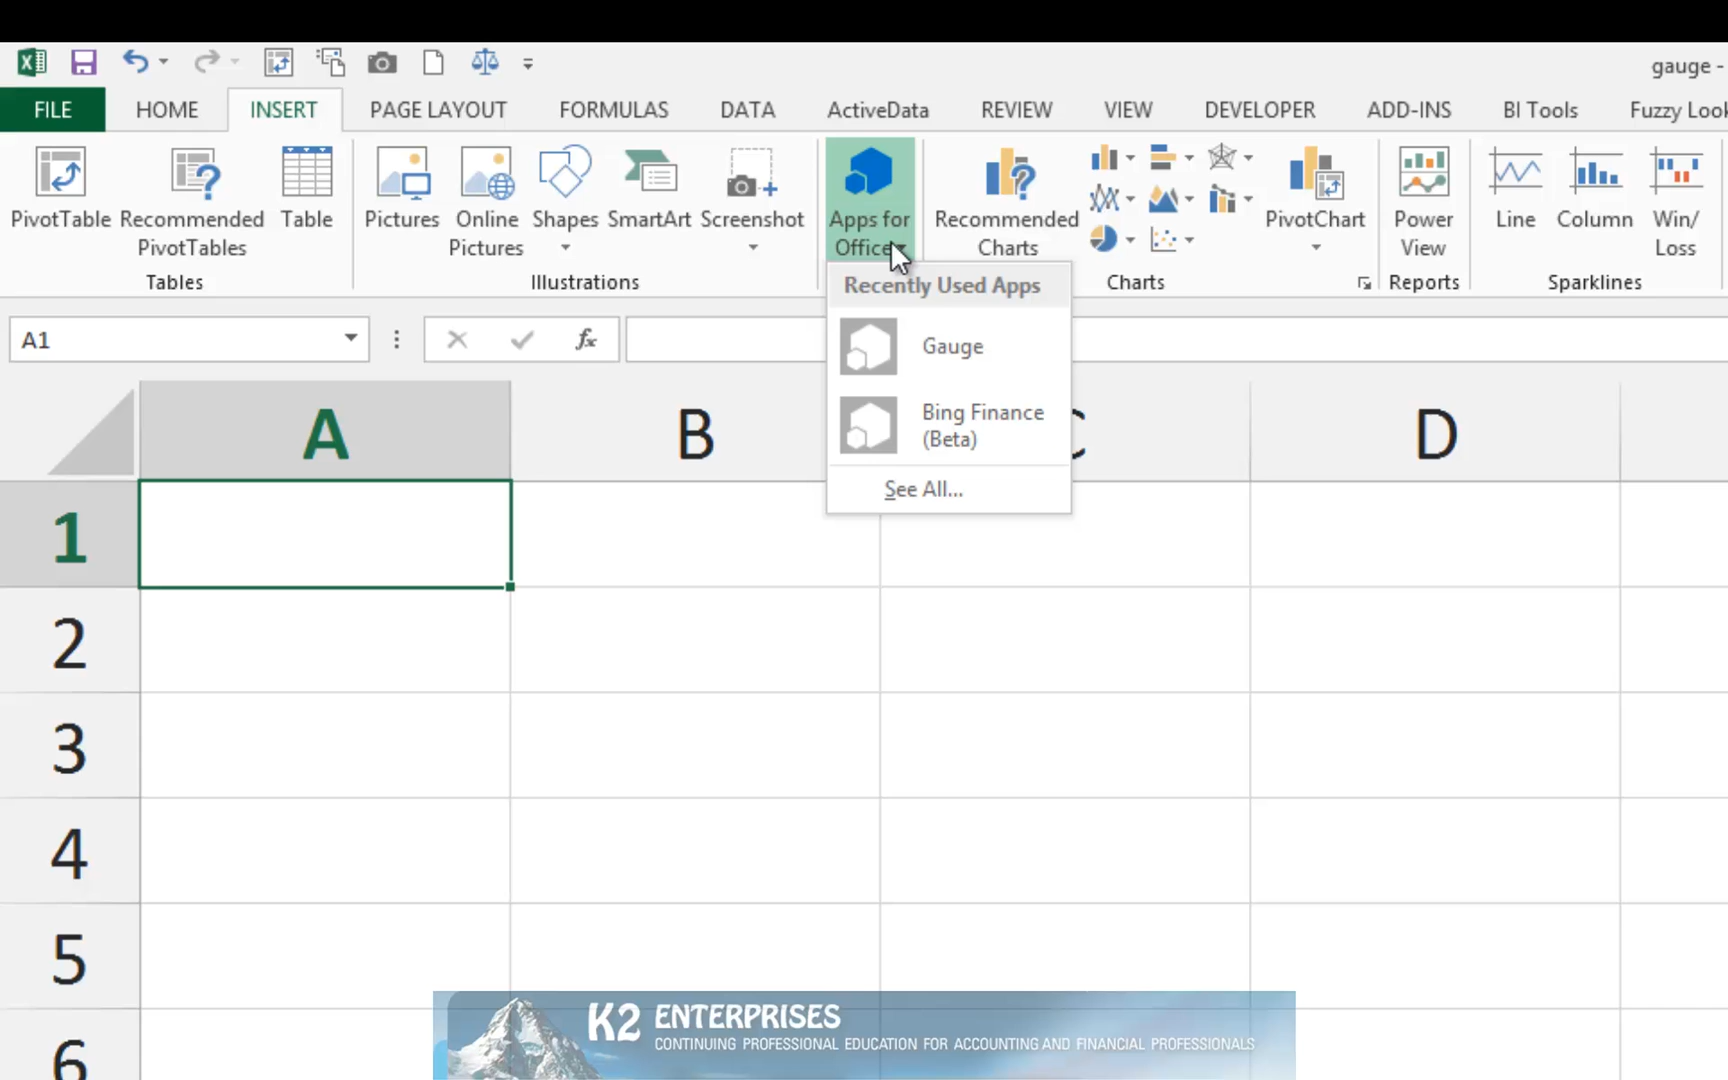 gauge -
FILE HOME INSERT PAGE LAYOUT FORMULAS DATA ActiveData REVIEW VIEW DEVELOPER ADD-INS BI Tools Fuzzy Look
PivotTable
Recommended
PivotTables
Table
Tables
Pictures
Online
Pictures
Shapes
SmartArt
Screenshot
Illustrations
Apps for
Office
Recommended
Charts
PivotChart
Charts
Power
View
Reports
Line
Column
Win/
Loss
Sparklines
Recently Used Apps
Gauge
Bing Finance
(Beta)
See All...
A1
fx
A B C D
1
2
3
4
5
6
K2 ENTERPRISES
CONTINUING PROFESSIONAL EDUCATION FOR ACCOUNTING AND FINANCIAL PROFESSIONALS